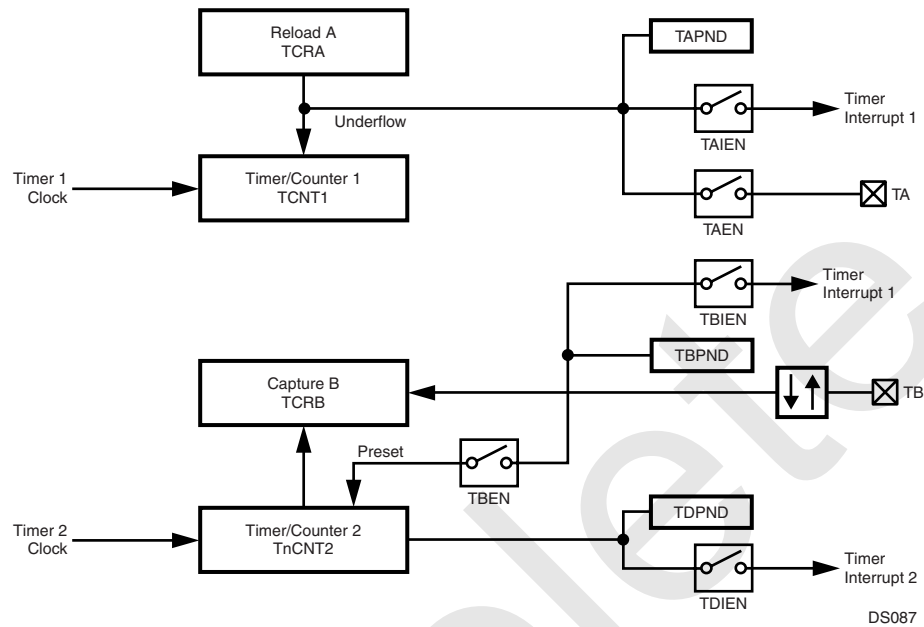 Reload A
TCRA
TAPND
Underflow
Timer
Interrupt 1
TAIEN
Timer 1
Clock
Timer/Counter 1
TCNT1
TA
TAEN
Timer
Interrupt 1
TBIEN
TBPND
Capture B
TCRB
TB
Preset
TBEN
Timer 2
Clock
Timer/Counter 2
TnCNT2
TDPND
Timer
Interrupt 2
TDIEN
DS087
lete